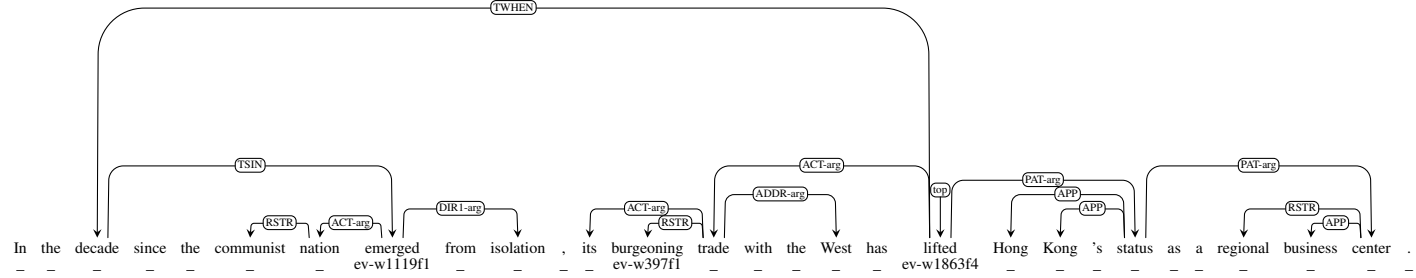 TWHEN
TSIN ACT-arg PAT-arg
PAT-arg
top ADDR-arg APP
DIR1-arg ACT-arg APP RSTR
RSTR ACT-arg RSTR APP
In the decade since the communist nation emerged from isolation , its burgeoning trade with the West has lifted Hong Kong 's status as a regional business center .
_ _ _ _ _ _ _ ev-w1119f1 _ _ _ _ ev-w397f1 _ _ _ _ _ ev-w1863f4 _ _ _ _ _ _ _ _ _ _